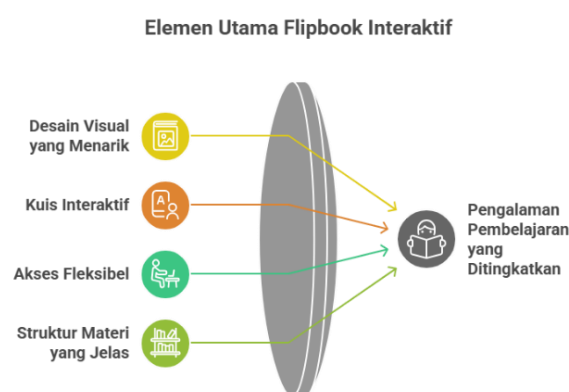 Elemen Utama Flipbook Interaktif
Desain Visual
yang Menarik
Kuis Interaktif
A
Akses Fleksibel
Struktur Materi
yang Jelas
Pengalaman
Pembelajaran
yang
Ditingkatkan